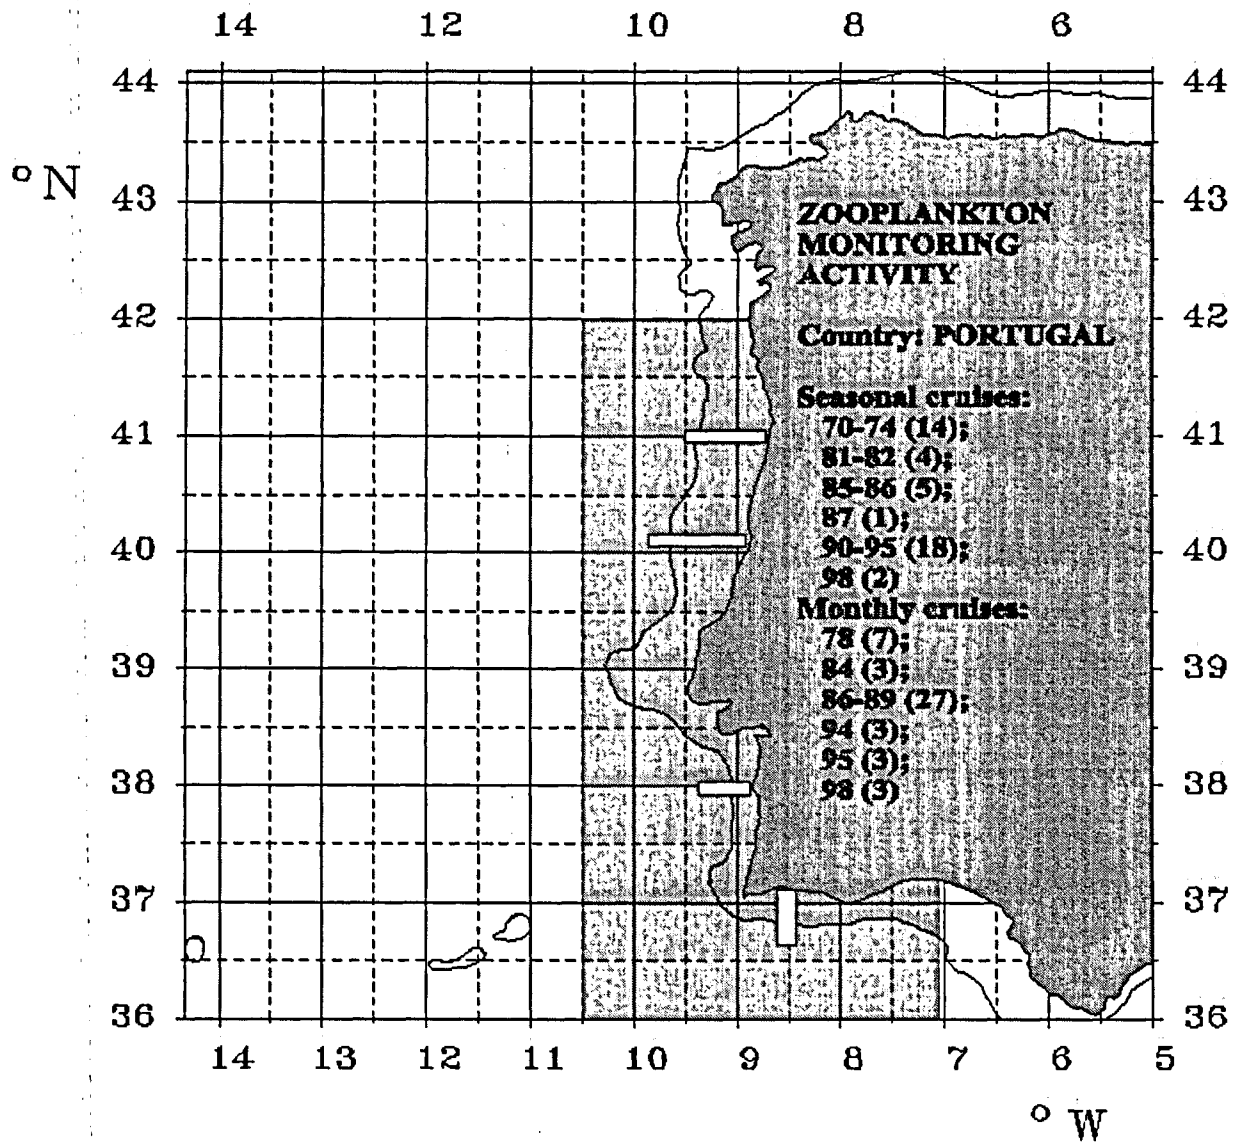 14 12 10 8 6
44 44
°N
43 43
ZOOPLANKTON
MONITORING
ACTIVITY
42 42
Country: PORTUGAL
Seasonal cruises:
70-74 (14);
41 41
81-82 (4);
85-86 (5);
87 (1);
90-95 (18);
40 40
98 (2)
Monthly cruises:
78 (7);
39 39
84 (3);
86-89 (27);
94 (3);
95 (3);
38 38
98 (3)
37 37
36 36
14 13 12 11 10 9 8 7 6 5
° W